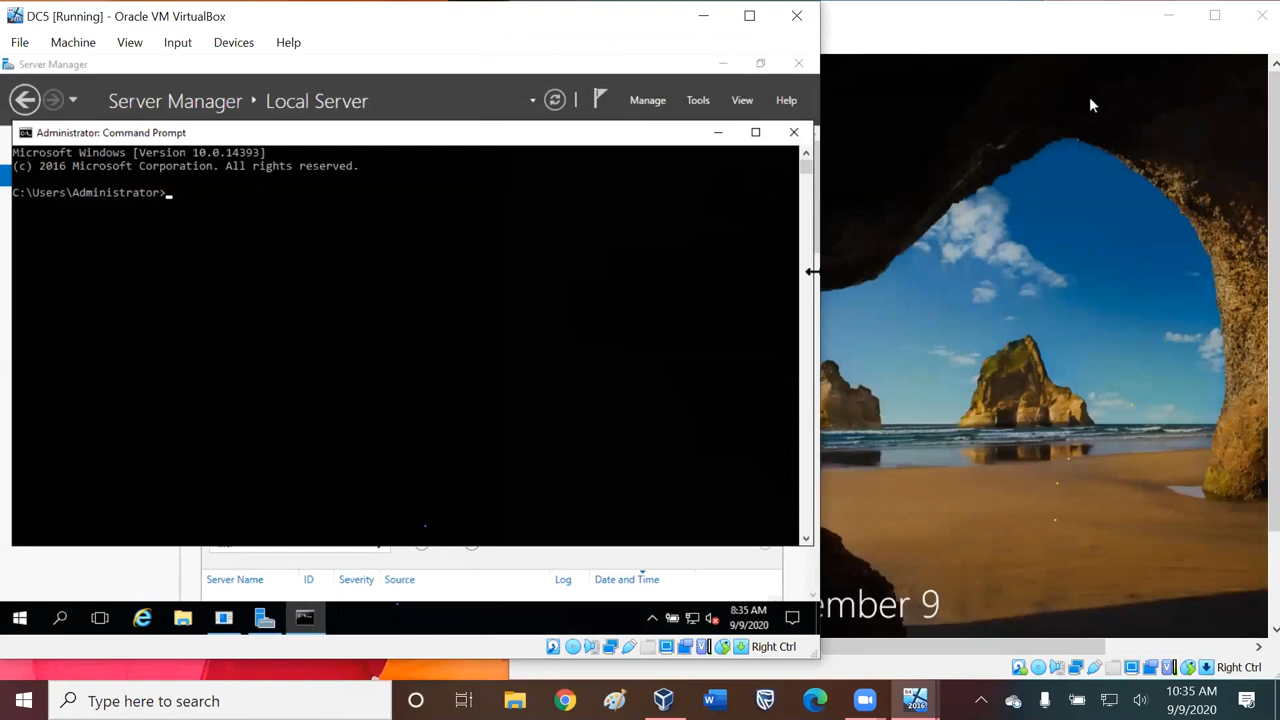 DC5 [Running] - Oracle VM VirtualBox
File Machine View Input Devices Help
Server Manager
Server Manager ‣ Local Server
Manage Tools View Help
Administrator: Command Prompt
Microsoft Windows [Version 10.0.14393]
(c) 2016 Microsoft Corporation. All rights reserved.
C:\Users\Administrator>
Server Name ID Severity Source Log Date and Time
8:35 AM
9/9/2020
Right Ctrl
ember 9
Right Ctrl
Type here to search
10:35 AM
9/9/2020